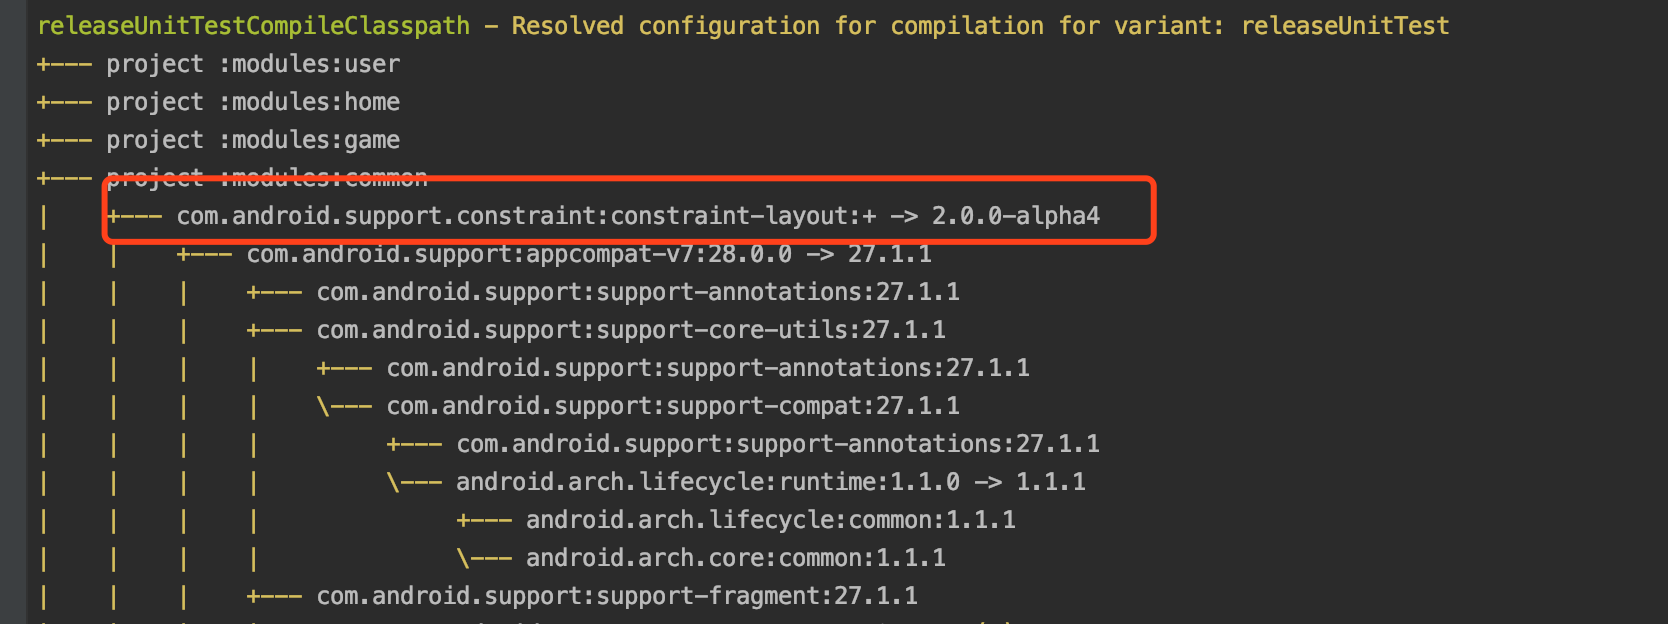 releaseUnitTestCompileClasspath - Resolved configuration for compilation for variant: releaseUnitTest
+--- project :modules:user
+--- project :modules:home
+--- project :modules:game
+--- project :modules:common
|    +--- com.android.support.constraint:constraint-layout:+ -> 2.0.0-alpha4
|    |    +--- com.android.support:appcompat-v7:28.0.0 -> 27.1.1
|    |    |    +--- com.android.support:support-annotations:27.1.1
|    |    |    +--- com.android.support:support-core-utils:27.1.1
|    |    |    |    +--- com.android.support:support-annotations:27.1.1
|    |    |    |    \--- com.android.support:support-compat:27.1.1
|    |    |    |         +--- com.android.support:support-annotations:27.1.1
|    |    |    |         \--- android.arch.lifecycle:runtime:1.1.0 -> 1.1.1
|    |    |    |              +--- android.arch.lifecycle:common:1.1.1
|    |    |    |              \--- android.arch.core:common:1.1.1
|    |    |    +--- com.android.support:support-fragment:27.1.1